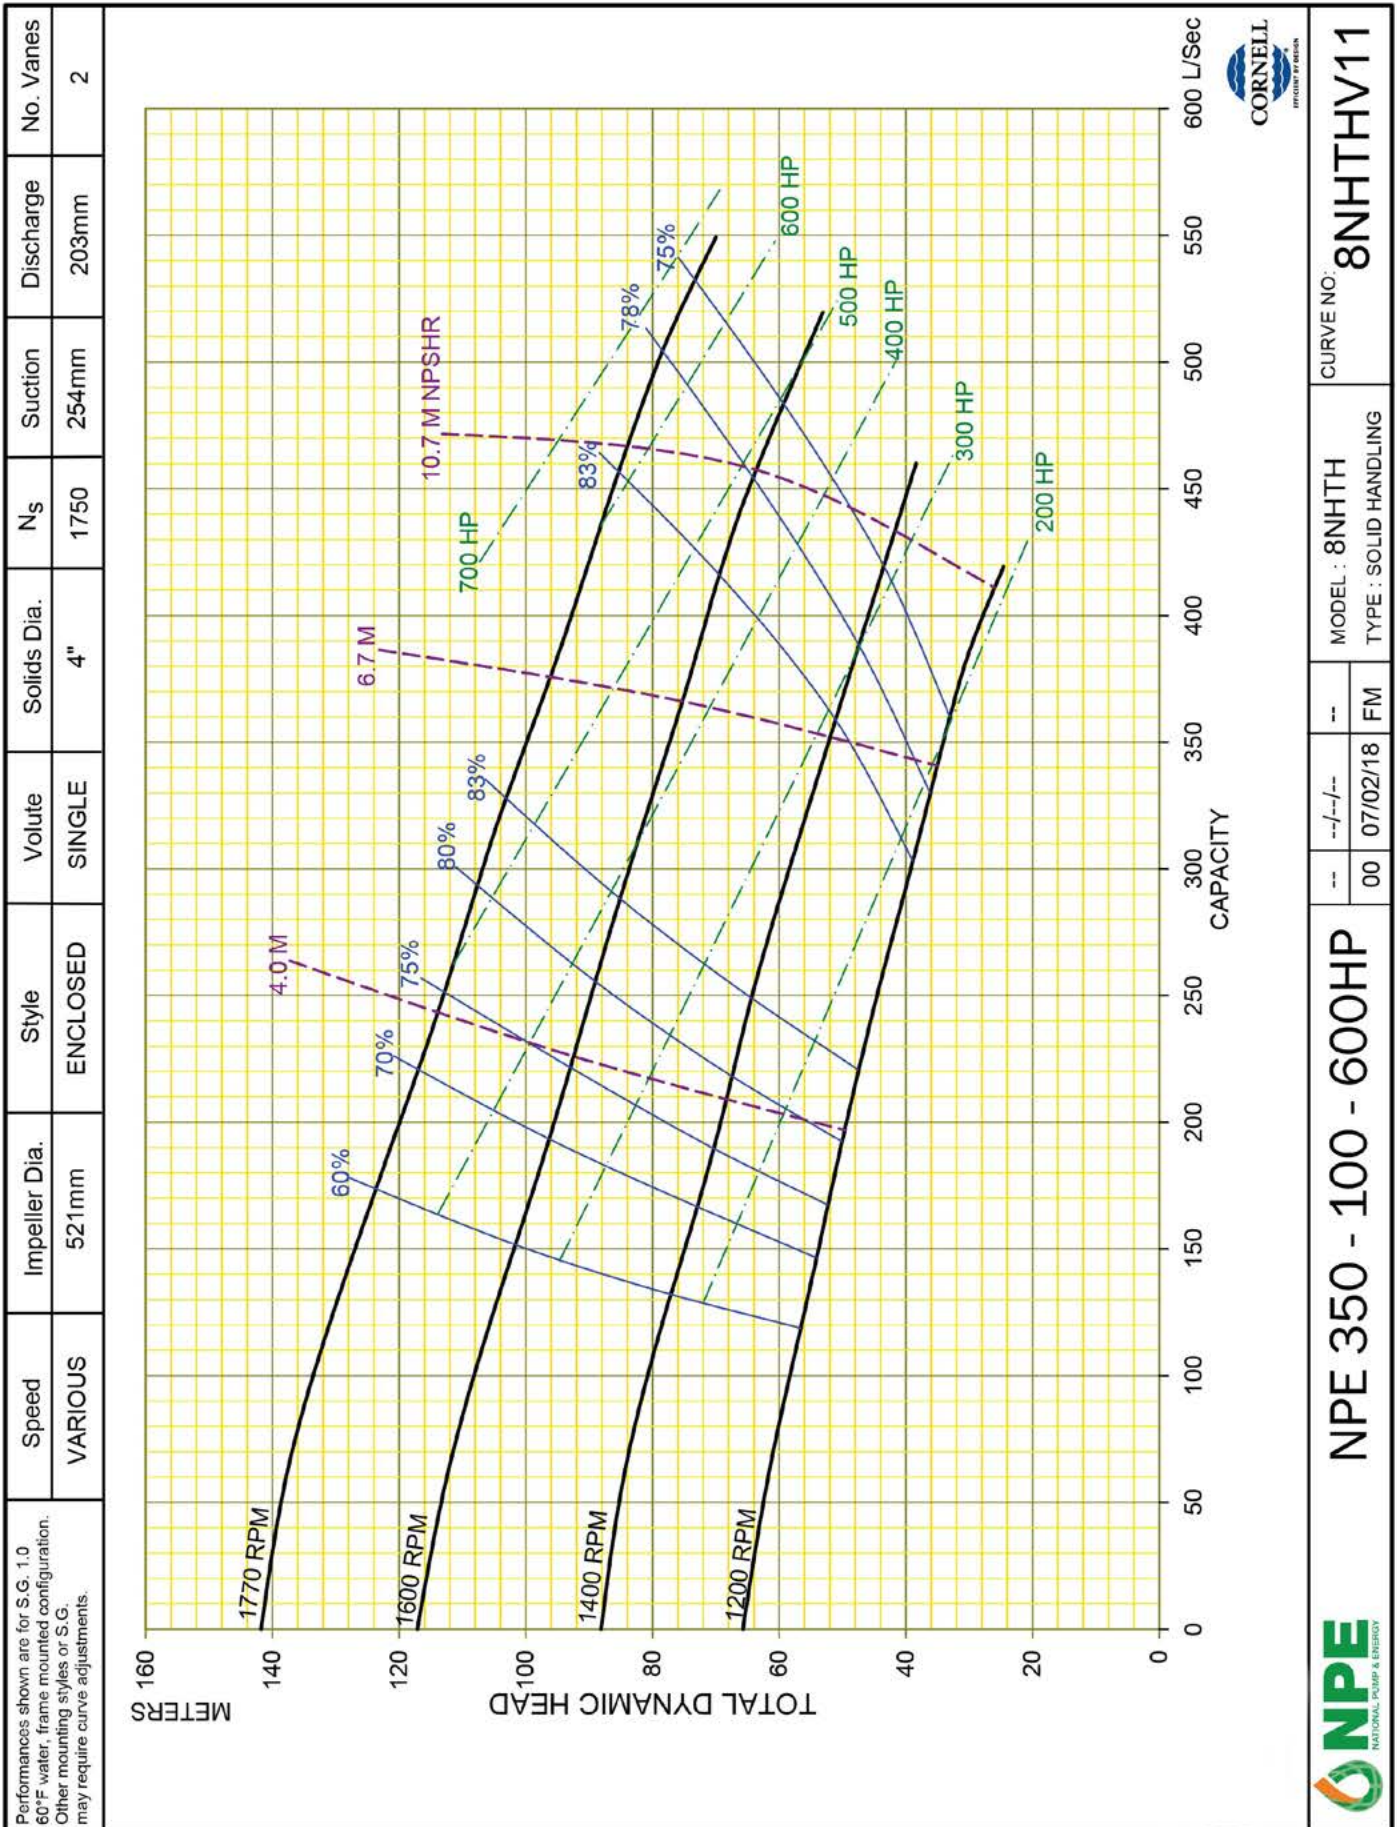 Performances shown are for S.G. 1.0
60°F water, frame mounted configuration.
Other mounting styles or S.G.
may require curve adjustments.
Speed Impeller Dia. Style Volute Solids Dia. Ns Suction Discharge No. Vanes
VARIOUS 521mm ENCLOSED SINGLE 4" 1750 254mm 203mm 2
METERS
TOTAL DYNAMIC HEAD
160
140
120
100
80
60
40
20
0
1770 RPM
1600 RPM
1400 RPM
1200 RPM
60%
70%
75%
80%
83%
83%
78%
75%
4.0 M
6.7 M
10.7 M NPSHR
700 HP
600 HP
500 HP
400 HP
300 HP
200 HP
0 50 100 150 200 250 300 350 400 450 500 550 600 L/Sec
CAPACITY
CORNELL
EFFICIENT BY DESIGN
NPE
NATIONAL PUMP & ENERGY
NPE 350 - 100 - 600HP
-- --/--/-- --
00 07/02/18 FM
MODEL : 8NHTH
TYPE : SOLID HANDLING
CURVE NO:
8NHTHV11